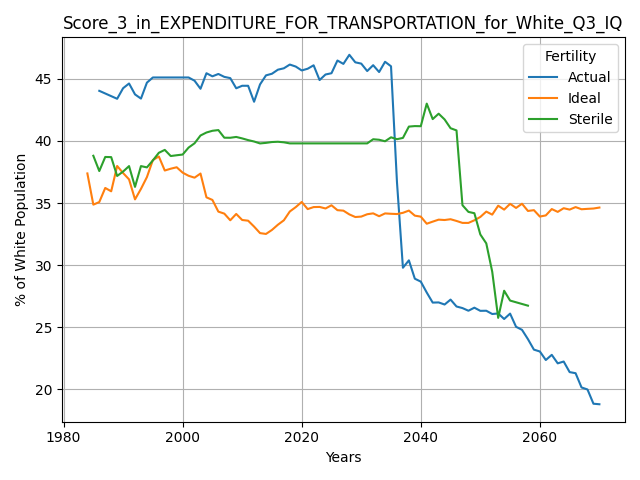 Score_3_in_EXPENDITURE_FOR_TRANSPORTATION_for_White_Q3_IQ
Fertility
Actual
Ideal
Sterile
% of White Population
45
40
35
30
25
20
1980
2000
2020
2040
2060
Years